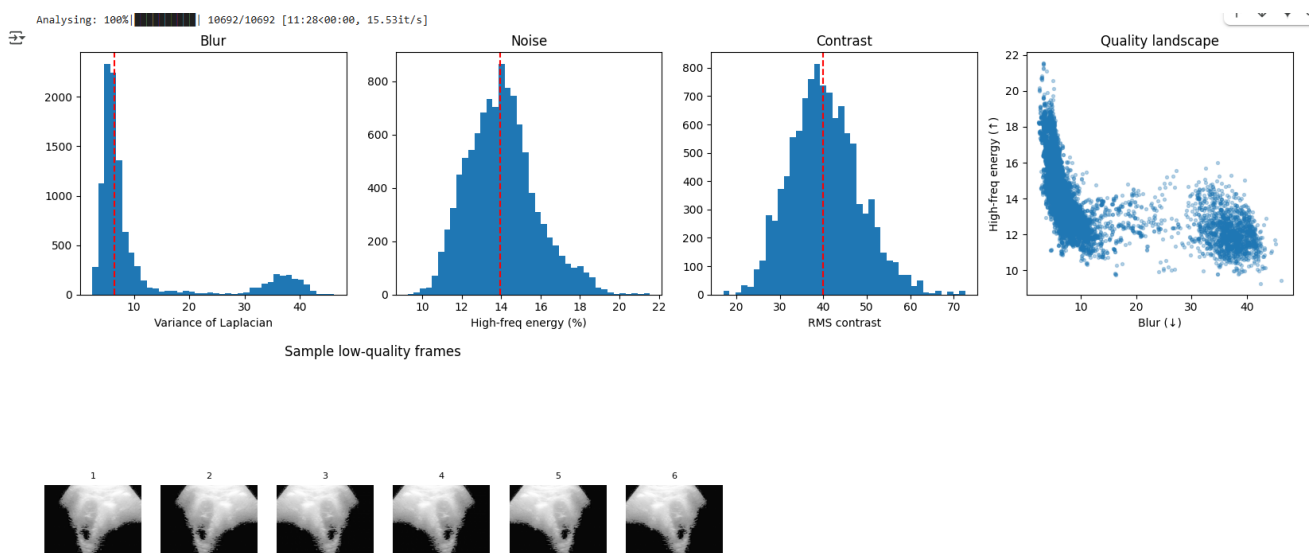 Analysing: 100%|██████████| 10692/10692 [11:28<00:00, 15.53it/s]
Blur
2000
1500
1000
500
0
10 20 30 40
Variance of Laplacian
Noise
800
600
400
200
0
10 12 14 16 18 20 22
High-freq energy (%)
Contrast
800
700
600
500
400
300
200
100
0
20 30 40 50 60 70
RMS contrast
Quality landscape
High-freq energy (↑)
22
20
18
16
14
12
10
10 20 30 40
Blur (↓)
Sample low-quality frames
1 2 3 4 5 6